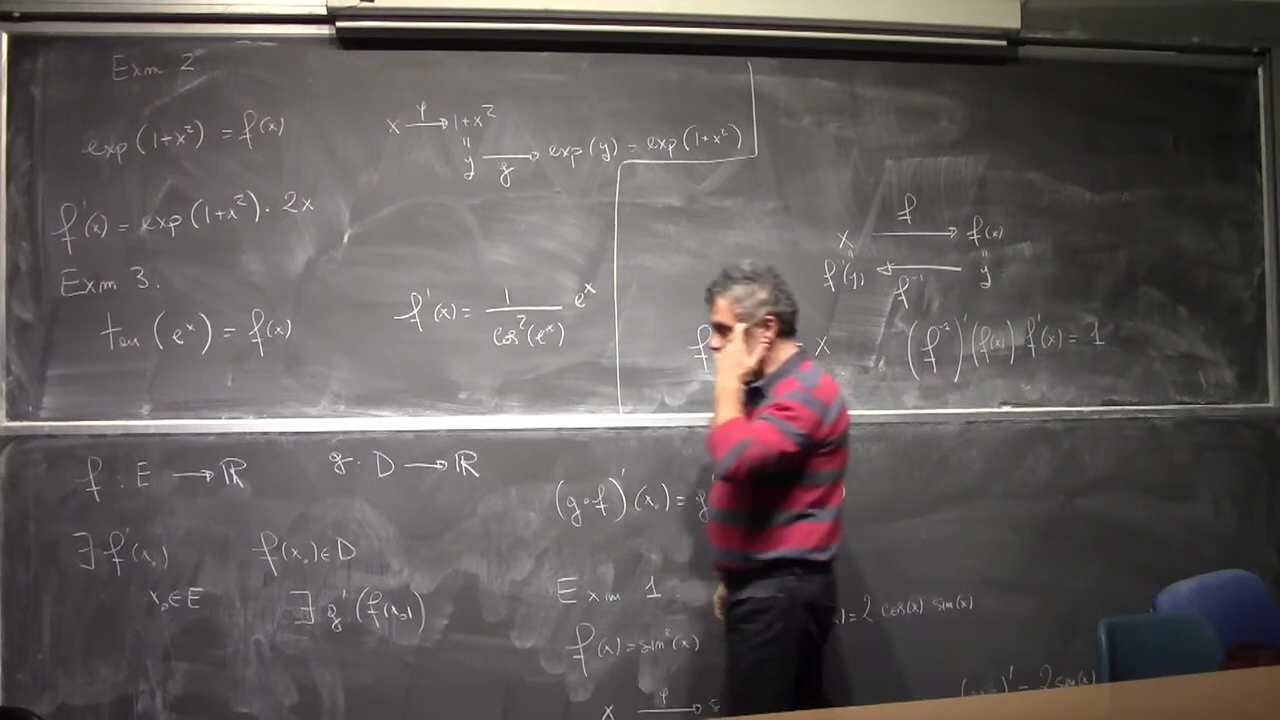 Exm 2
exp(1+x²) = f(x)
x —φ→ 1+x²
"
y —g→ exp(y) = exp(1+x²)
f'(x) = exp(1+x²)· 2x
Exm 3.
tan(eˣ) = f(x)
f'(x) = 1/cos²(eˣ) eˣ
x —f→ f(x)
" "
f⁻¹(y) ←f⁻¹— y
f
x
(f⁻¹)'(f(x)) f'(x) = 1
f : E → ℝ g : D → ℝ
∃ f'(x₀) f(x₀) ∈ D
x₀ ∈ E ∃ g'(f(x₀))
(g∘f)'(x₀) = g'
Exm 1.
f(x) = sin²(x)
= 2 cos(x) sin(x)
x —φ→ s
)' = 2 sin(x)